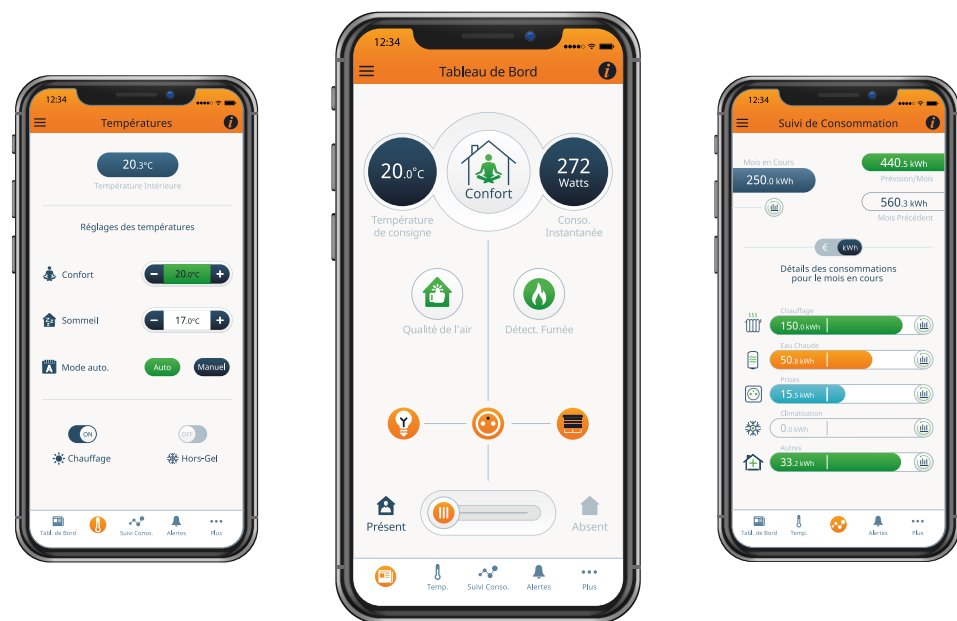 12:34
Températures
i
20.3°C
Température Intérieure
Réglages des températures
Confort
− 20.0°C +
Sommeil
− 17.0°C +
A
Mode auto.
Auto
Manuel
ON
OFF
Chauffage
Hors-Gel
Tabl. de Bord
Suivi Conso.
Alertes
Plus
12:34
Tableau de Bord
i
20.0°C
Confort
272
Watts
Température
de consigne
Conso.
Instantanée
Qualité de l'air
Détect. Fumée
Présent
Absent
Temp.
Suivi Conso.
Alertes
Plus
12:34
Suivi de Consommation
i
Mois en Cours
250.0 kWh
440.5 kWh
Prévision/Mois
560.3 kWh
Mois Précédent
€ kWh
Détails des consommations
pour le mois en cours
Chauffage
150.0 kWh
Eau Chaude
50.8 kWh
Prises
15.5 kWh
Climatisation
0.0 kWh
Autres
33.2 kWh
Tabl. de Bord
Temp.
Alertes
Plus